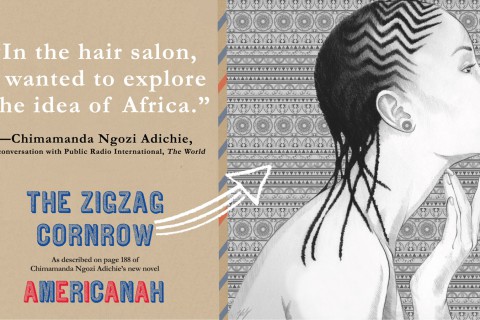 In the hair salon,
wanted to explore
he idea of Africa.”
—Chimamanda Ngozi Adichie,
conversation with Public Radio International, The World
THE ZIGZAG
CORNROW
As described on page 188 of
Chimamanda Ngozi Adichie's new novel
AMERICANAH